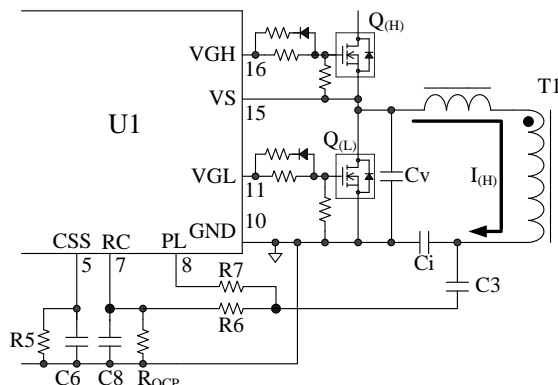 Q(H)
VGH
16
T1
VS
15
U1
Q(L)
VGL
11
Cv
I(H)
10
GND
CSS
RC
PL
5
7
8
Ci
R7
C3
R6
R5
C6
C8
ROCP